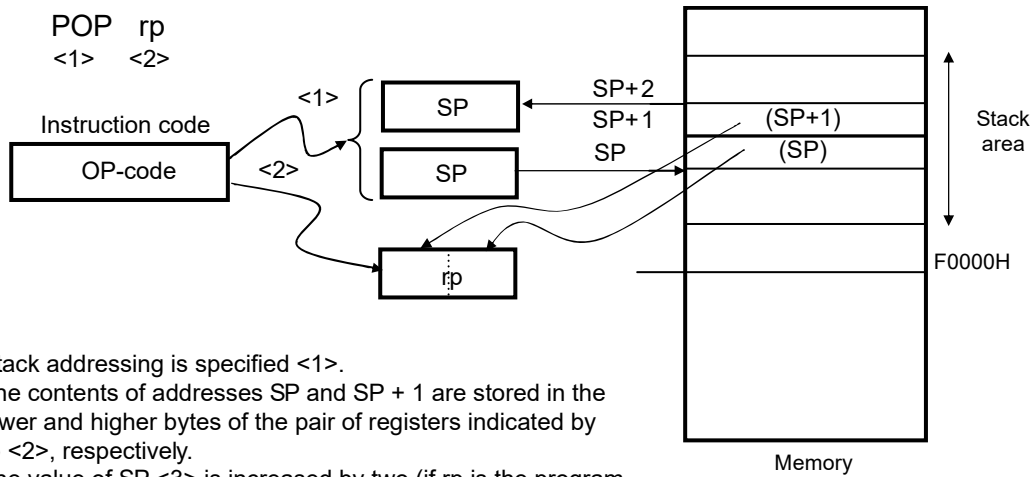 POP rp
<1> <2>
<1>
SP
SP+2
SP+1
(SP+1)
Stack
area
Instruction code
SP
(SP)
OP-code
<2>
SP
rp
F0000H
tack addressing is specified <1>.
he contents of addresses SP and SP + 1 are stored in the
wer and higher bytes of the pair of registers indicated by
<2>, respectively.
he value of SP <3> is increased by two (if rp is the program
Memory